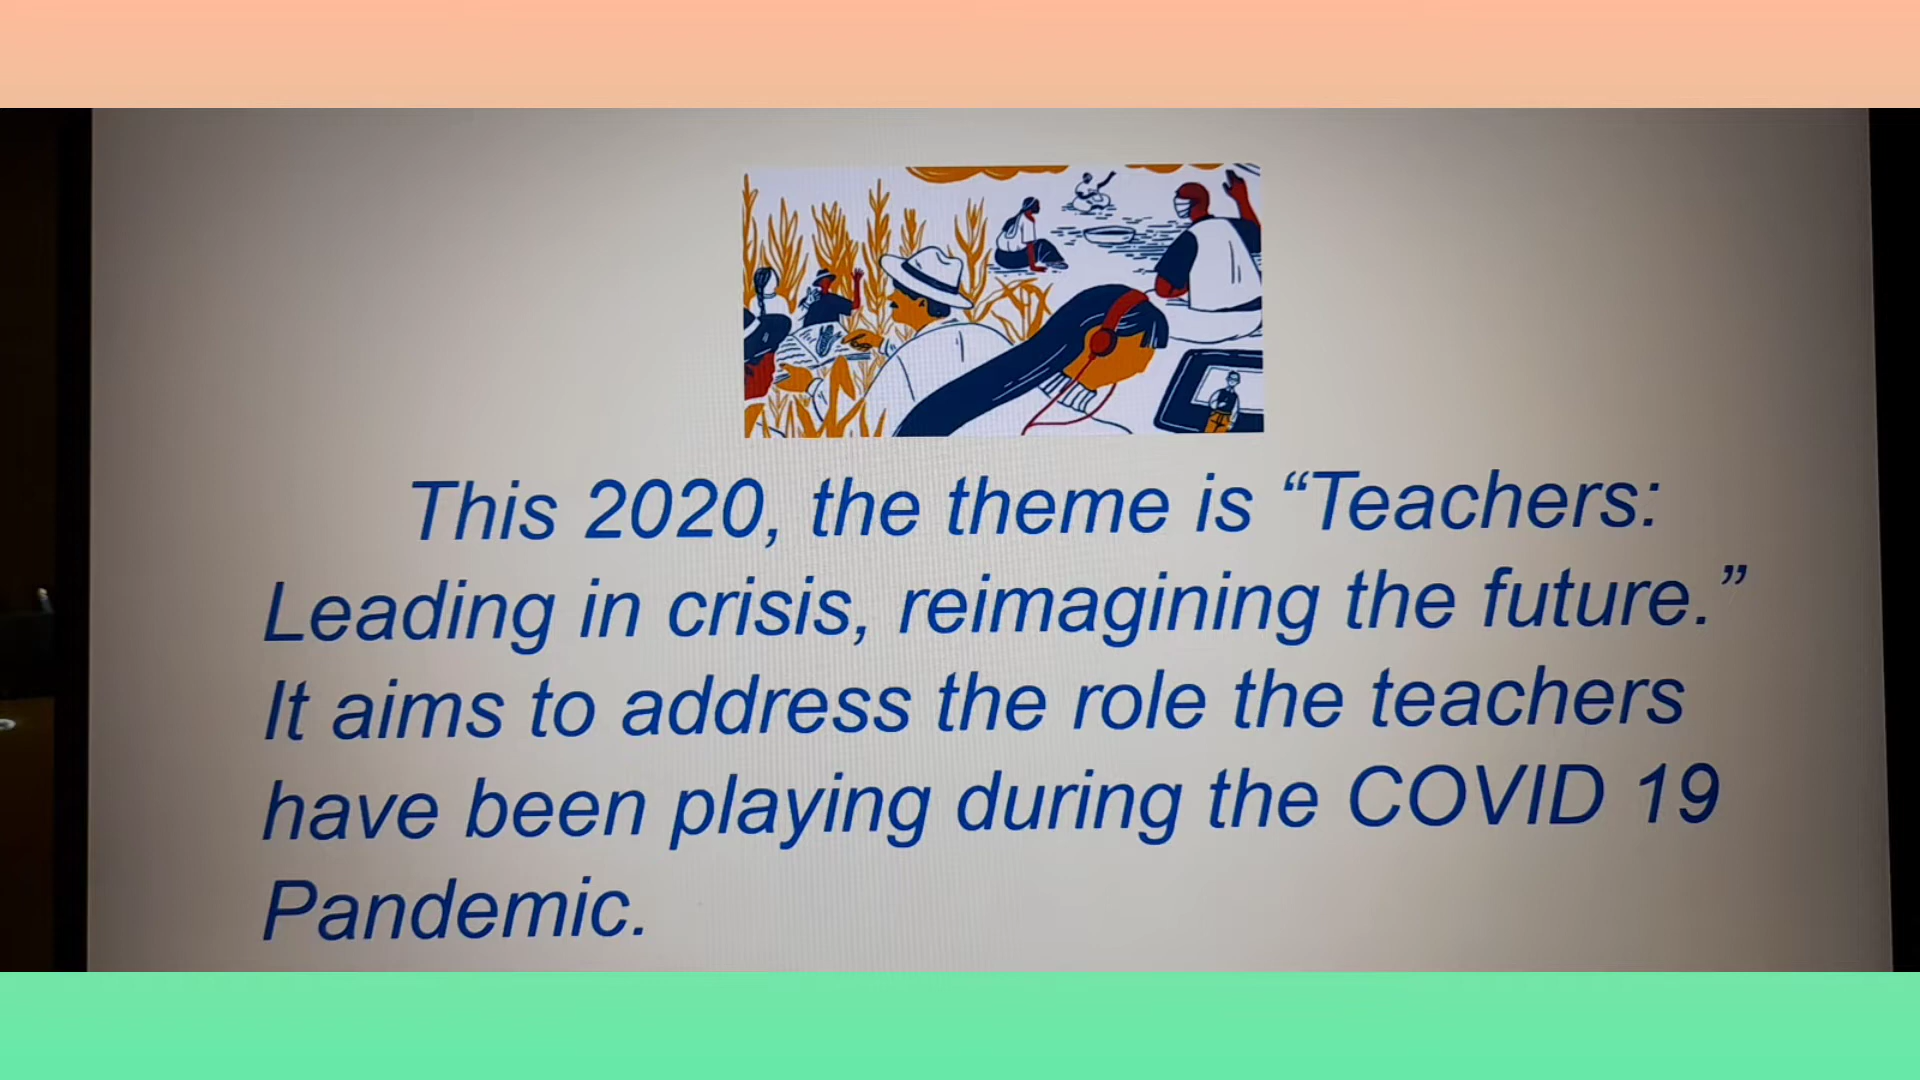 This 2020, the theme is “Teachers:
Leading in crisis, reimagining the future.”
It aims to address the role the teachers
have been playing during the COVID 19
Pandemic.